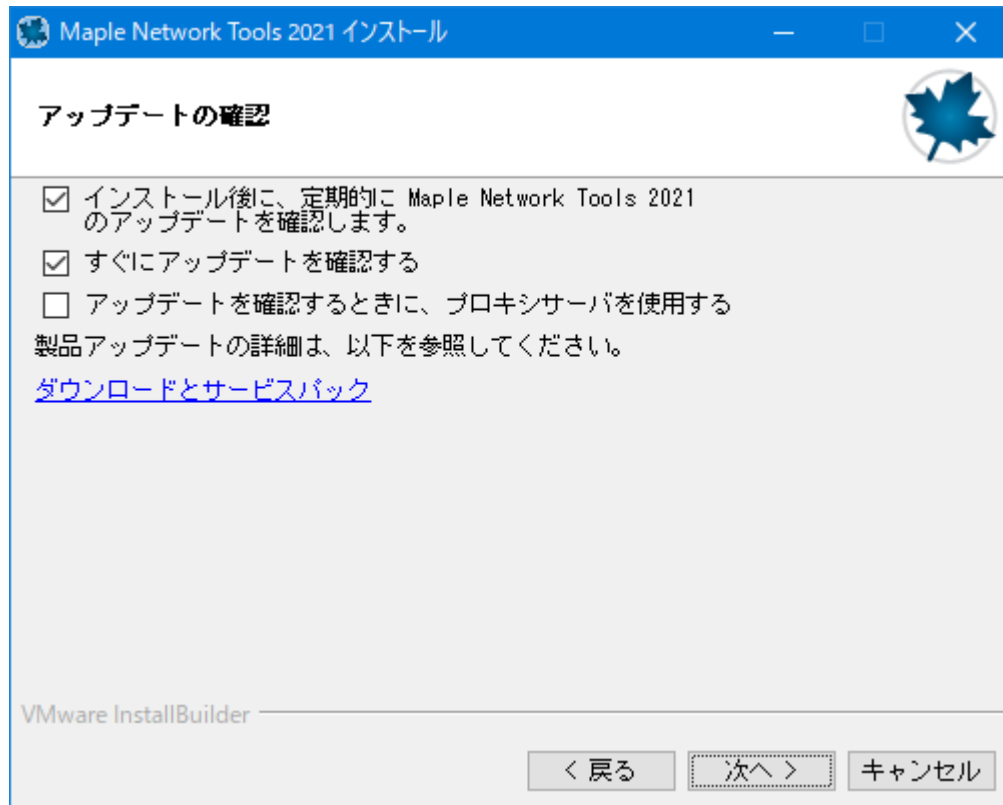 Maple Network Tools 2021 インストール
アップデートの確認
インストール後に、定期的に Maple Network Tools 2021
のアップデートを確認します。
すぐにアップデートを確認する
アップデートを確認するときに、プロキシサーバを使用する
製品アップデートの詳細は、以下を参照してください。
ダウンロードとサービスパック
VMware InstallBuilder
< 戻る 次へ > キャンセル